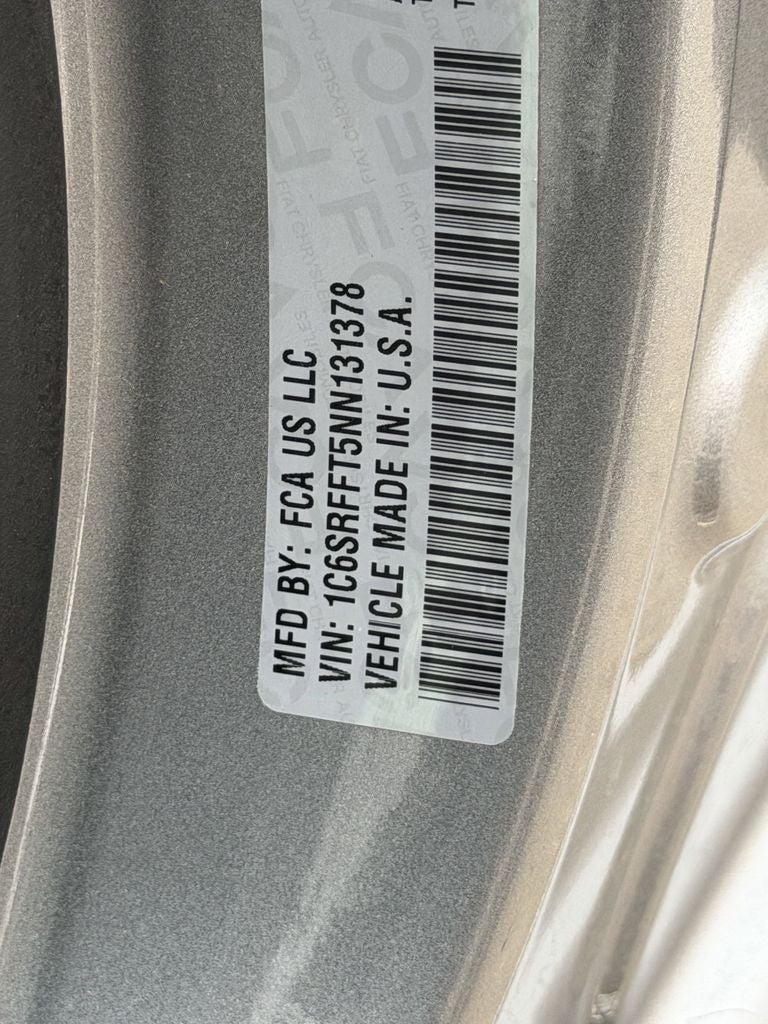 MFD BY: FCA US LLC
VIN: 1C6SRFFT5NN131378
VEHICLE MADE IN: U.S.A.